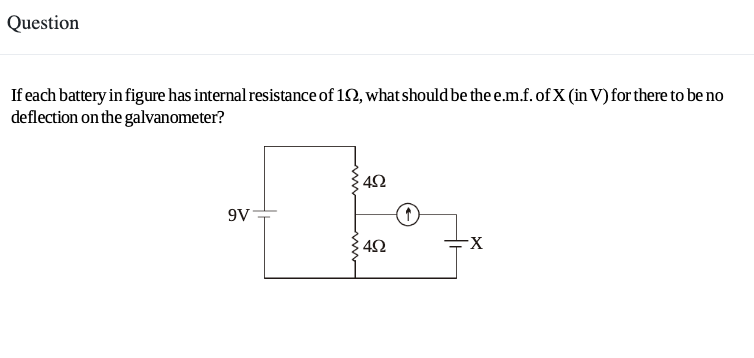 Question
If each battery in figure has internal resistance of 1Ω, what should be the e.m.f. of X (in V) for there to be no
deflection on the galvanometer?
4Ω
9V
4Ω
X